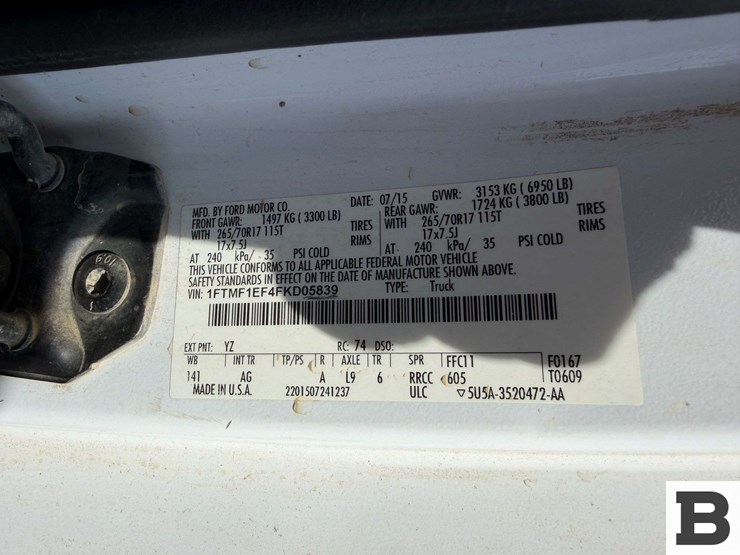 MFD. BY FORD MOTOR CO.
DATE: 07/15 GVWR: 3153 KG ( 6950 LB)
FRONT GAWR: 1497 KG ( 3300 LB) REAR GAWR: 1724 KG ( 3800 LB)
WITH 265/70R17 115T TIRES WITH 265/70R17 115T TIRES
17x7.5J RIMS 17x7.5J RIMS
AT 240 kPa/ 35 PSI COLD AT 240 kPa/ 35 PSI COLD
THIS VEHICLE CONFORMS TO ALL APPLICABLE FEDERAL MOTOR VEHICLE
SAFETY STANDARDS IN EFFECT ON THE DATE OF MANUFACTURE SHOWN ABOVE.
VIN: 1FTMF1EF4FKD05839 TYPE: Truck
EXT PNT: YZ RC: 74 DSO:
WB INT TR TP/PS R AXLE TR SPR FFC11 F0167
141 AG A L9 6 RRCC 605 T0609
MADE IN U.S.A. 2201507241237 ULC ▽5U5A-3520472-AA
B